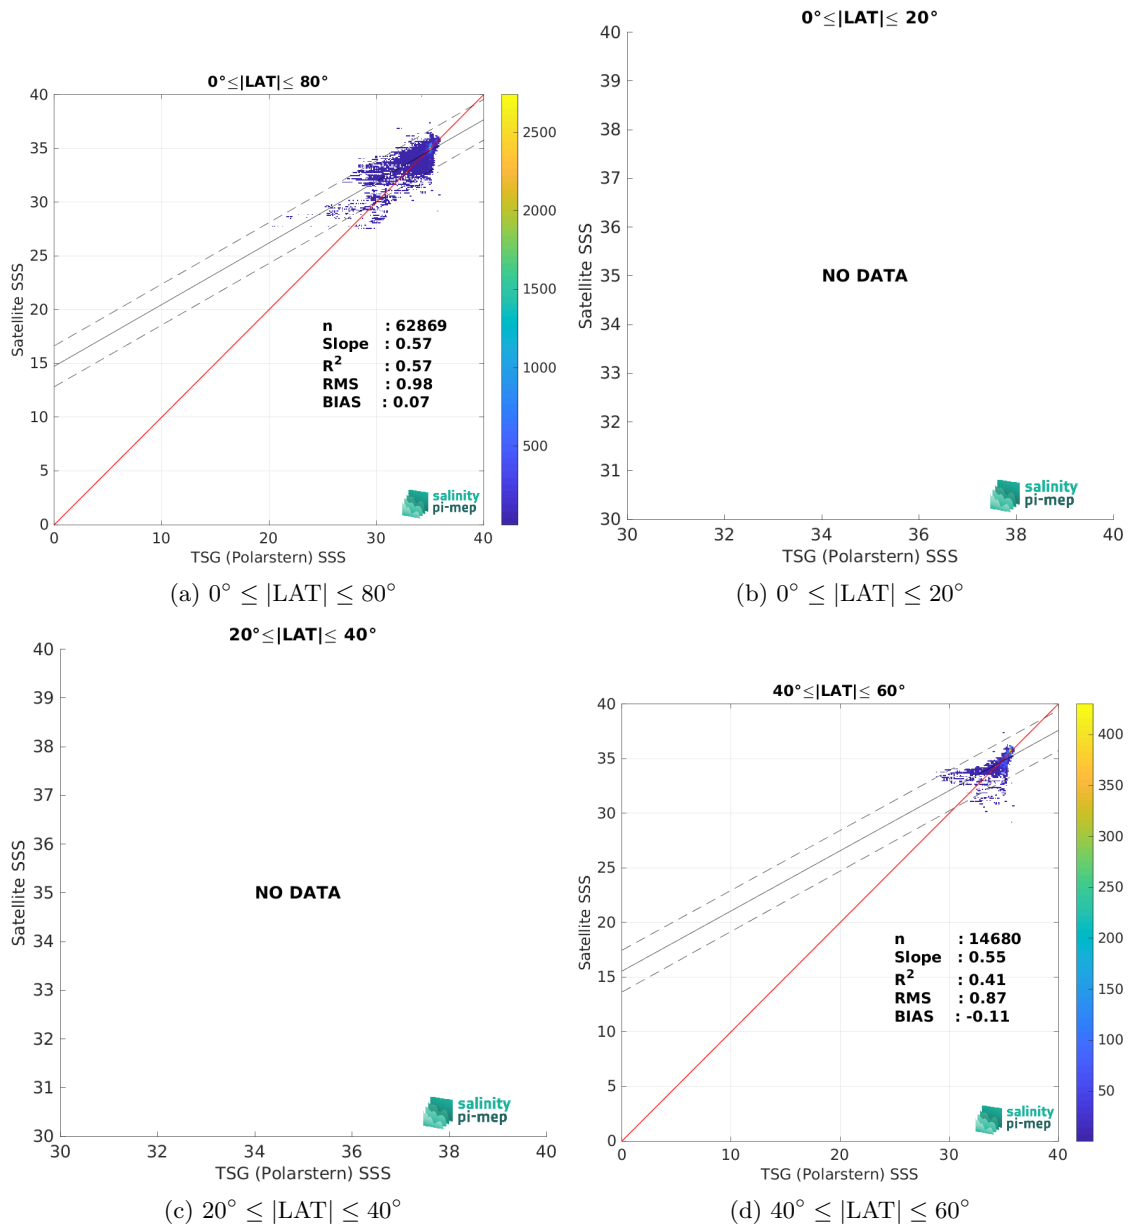 0°≤|LAT|≤ 80°
40
35
30
25
20
15
10
5
0
Satellite SSS
2500
2000
1500
1000
500
n : 62869
Slope : 0.57
R2 : 0.57
RMS : 0.98
BIAS : 0.07
salinity
pi-mep
0 10 20 30 40
TSG (Polarstern) SSS
(a) 0° ≤ |LAT| ≤ 80°
0°≤|LAT|≤ 20°
40
39
38
37
36
35
34
33
32
31
30
Satellite SSS
NO DATA
salinity
pi-mep
30 32 34 36 38 40
TSG (Polarstern) SSS
(b) 0° ≤ |LAT| ≤ 20°
20°≤|LAT|≤ 40°
40
39
38
37
36
35
34
33
32
31
30
Satellite SSS
NO DATA
salinity
pi-mep
30 32 34 36 38 40
TSG (Polarstern) SSS
(c) 20° ≤ |LAT| ≤ 40°
40°≤|LAT|≤ 60°
40
35
30
25
20
15
10
5
0
Satellite SSS
400
350
300
250
200
150
100
50
n : 14680
Slope : 0.55
R2 : 0.41
RMS : 0.87
BIAS : -0.11
salinity
pi-mep
0 10 20 30 40
TSG (Polarstern) SSS
(d) 40° ≤ |LAT| ≤ 60°